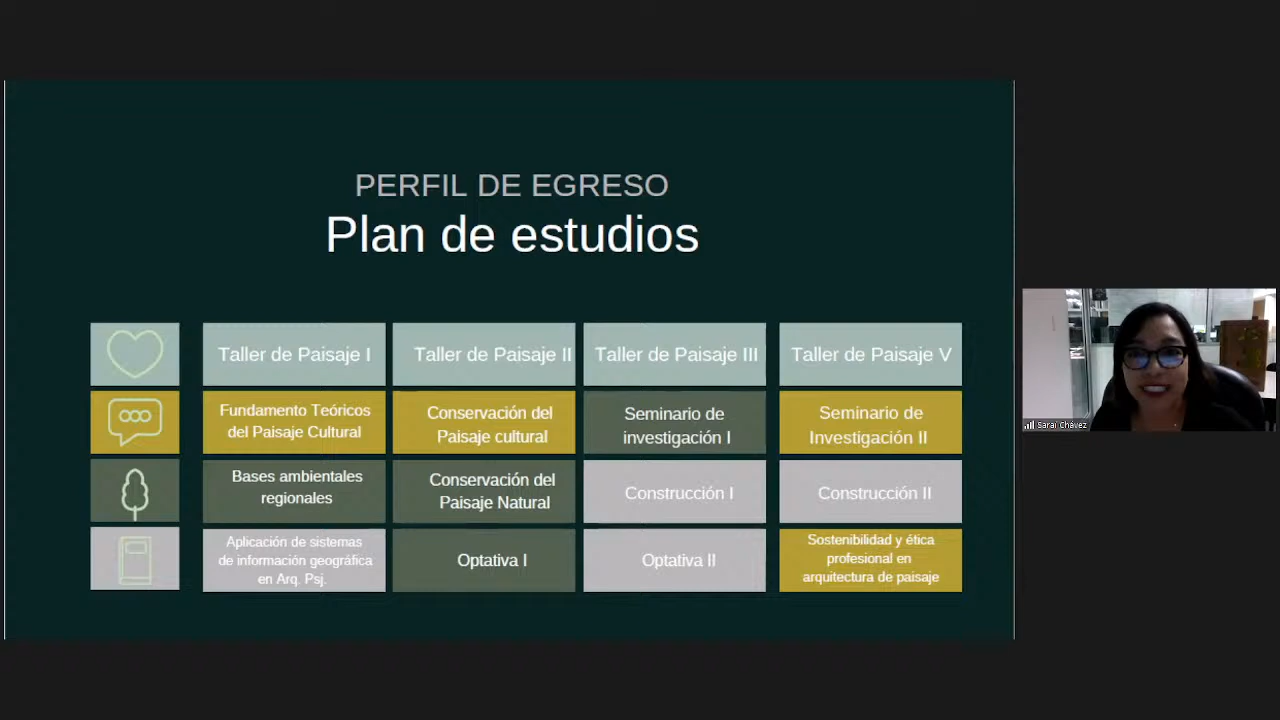 PERFIL DE EGRESO
Plan de estudios
Taller de Paisaje I
Taller de Paisaje II
Taller de Paisaje III
Taller de Paisaje V
Fundamento Teóricos
del Paisaje Cultural
Conservación del
Paisaje cultural
Seminario de
investigación I
Seminario de
Investigación II
Bases ambientales
regionales
Conservación del
Paisaje Natural
Construcción I
Construcción II
Aplicación de sistemas
de información geográfica
en Arq. Psj.
Optativa I
Optativa II
Sostenibilidad y ética
profesional en
arquitectura de paisaje
Sarai Chávez